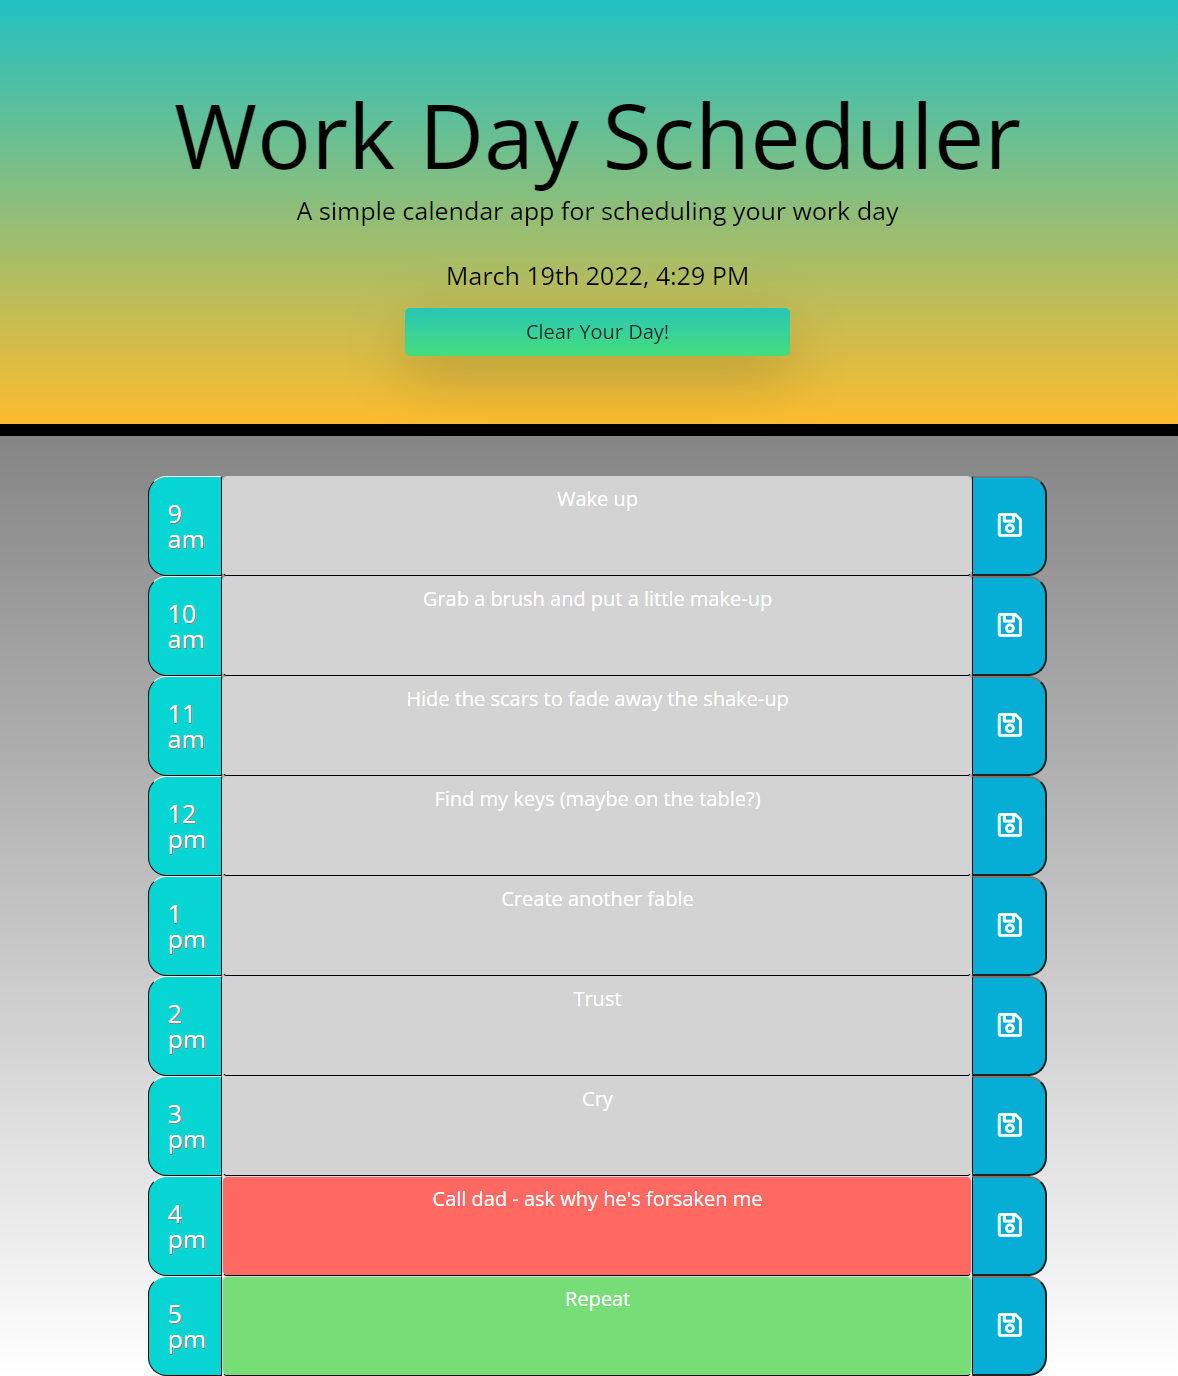 Work Day Scheduler
A simple calendar app for scheduling your work day
March 19th 2022, 4:29 PM
Clear Your Day!
9
am
Wake up
10
am
Grab a brush and put a little make-up
11
am
Hide the scars to fade away the shake-up
12
pm
Find my keys (maybe on the table?)
1
pm
Create another fable
2
pm
Trust
3
pm
Cry
4
pm
Call dad - ask why he's forsaken me
5
pm
Repeat